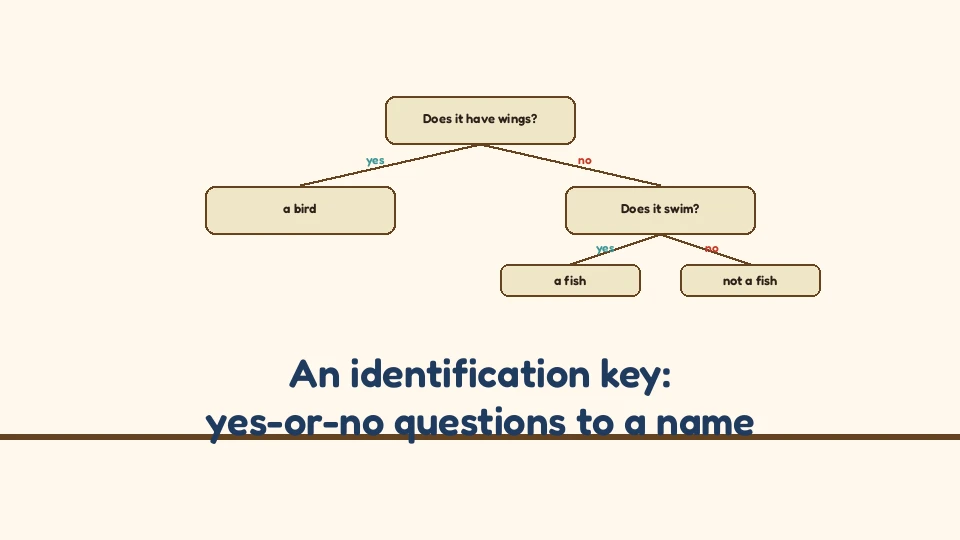 Does it have wings?
yes
no
a bird
Does it swim?
yes
no
a fish
not a fish
An identification key:
yes-or-no questions to a name